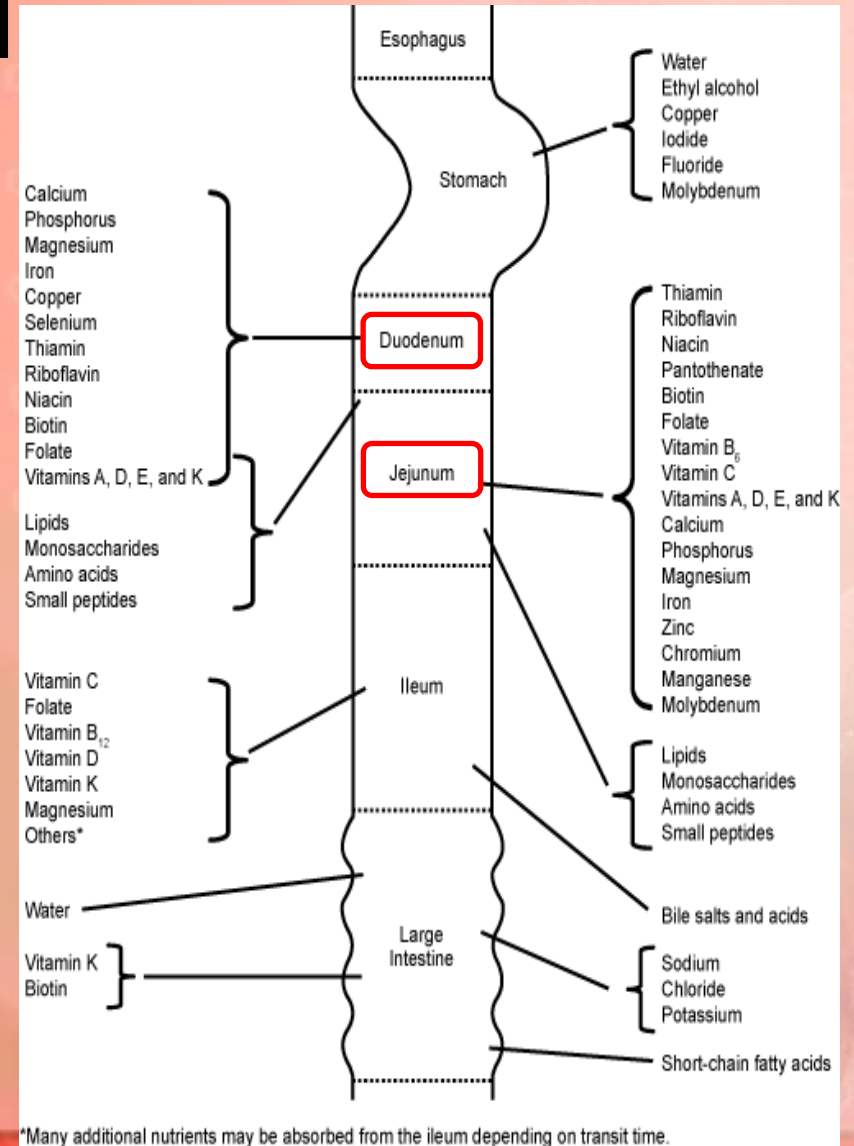 Esophagus
Water
Ethyl alcohol
Copper
Iodide
Fluoride
Molybdenum
Stomach
Calcium
Phosphorus
Magnesium
Iron
Copper
Selenium
Thiamin
Riboflavin
Niacin
Biotin
Folate
Vitamins A, D, E, and K
Lipids
Monosaccharides
Amino acids
Small peptides
Duodenum
Jejunum
Thiamin
Riboflavin
Niacin
Pantothenate
Biotin
Folate
Vitamin B₆
Vitamin C
Vitamins A, D, E, and K
Calcium
Phosphorus
Magnesium
Iron
Zinc
Chromium
Manganese
Molybdenum
Lipids
Monosaccharides
Amino acids
Small peptides
Vitamin C
Folate
Vitamin B₁₂
Vitamin D
Vitamin K
Magnesium
Others*
Ileum
Bile salts and acids
Water
Vitamin K
Biotin
Large
Intestine
Sodium
Chloride
Potassium
Short-chain fatty acids
*Many additional nutrients may be absorbed from the ileum depending on transit time.